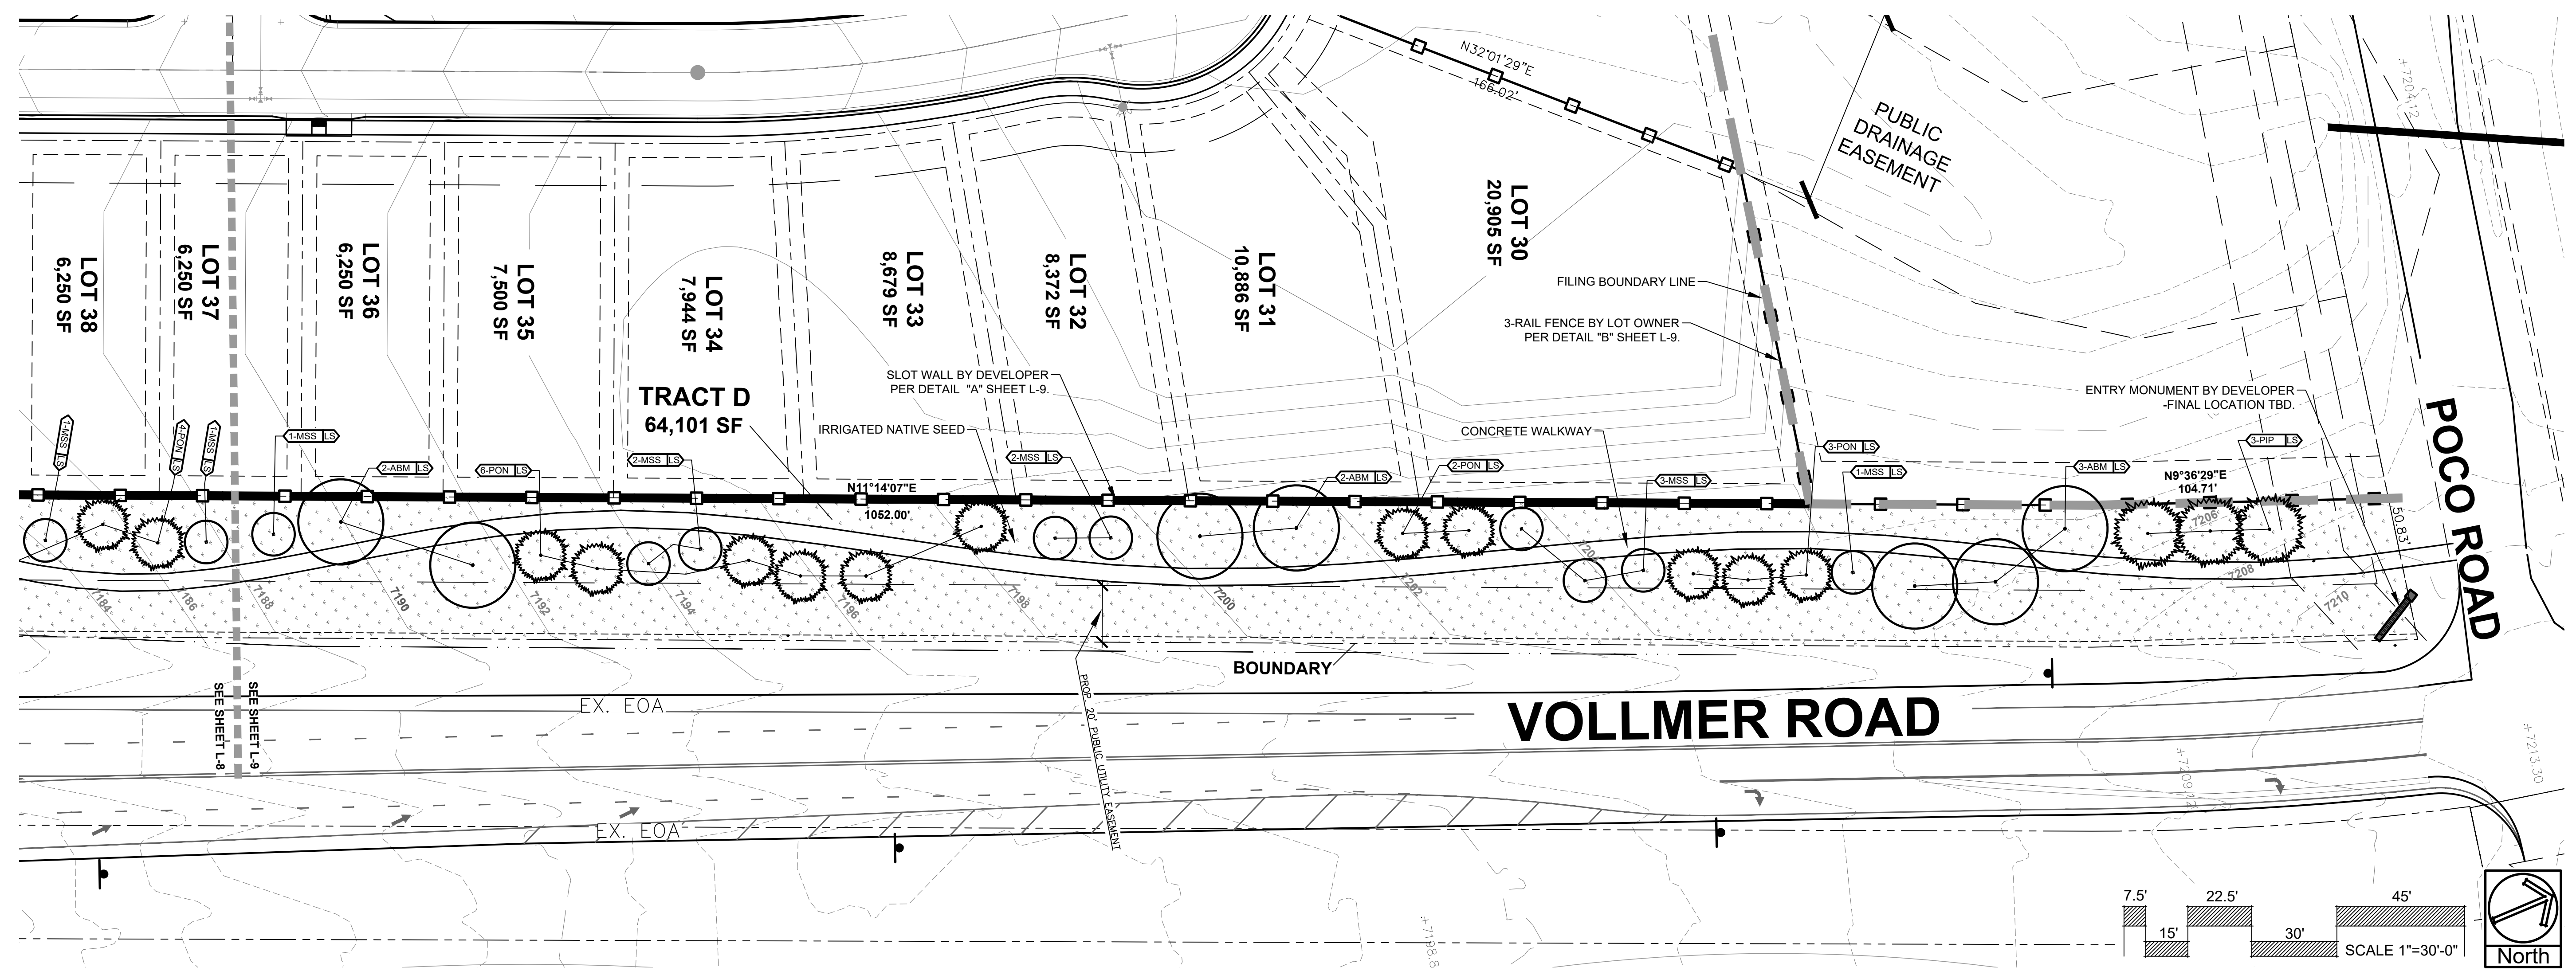 N32°01'29"E
166.02'
PUBLIC
DRAINAGE
EASEMENT
+7204.12
LOT 38
6,250 SF
LOT 37
6,250 SF
LOT 36
6,250 SF
LOT 35
7,500 SF
LOT 34
7,944 SF
LOT 33
8,679 SF
LOT 32
8,372 SF
LOT 31
10,886 SF
LOT 30
20,905 SF
FILING BOUNDARY LINE
3-RAIL FENCE BY LOT OWNER
PER DETAIL "B" SHEET L-9.
SLOT WALL BY DEVELOPER
PER DETAIL "A" SHEET L-9.
TRACT D
64,101 SF
IRRIGATED NATIVE SEED
CONCRETE WALKWAY
ENTRY MONUMENT BY DEVELOPER
-FINAL LOCATION TBD.
POCO ROAD
1-MSS LS
4-PON LS
1-MSS LS
1-MSS LS
2-ABM LS
6-PON LS
2-MSS LS
2-MSS LS
2-ABM LS
2-PON LS
3-MSS LS
3-PON LS
1-MSS LS
3-ABM LS
3-PIP LS
N11°14'07"E
1052.00'
N9°36'29"E
104.71'
50.83'
7184
7186
7188
7190
7192
7194
7196
7198
7200
7202
7206
7208
7210
BOUNDARY
SEE SHEET L-8
SEE SHEET L-9
EX. EOA
PROP. 20' PUBLIC UTILITY EASEMENT
VOLLMER ROAD
EX. EOA
+7209.12
+7213.30
+7198.8
7.5'
22.5'
45'
15'
30'
SCALE 1"=30'-0"
North